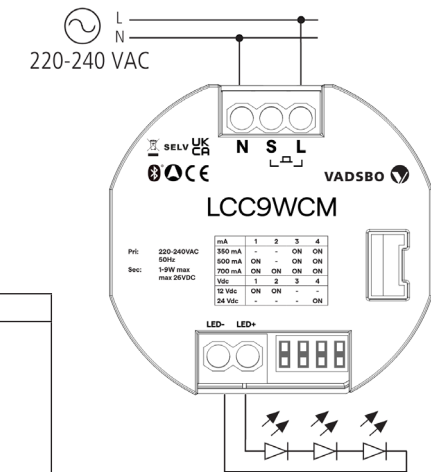 L
N
220-240 VAC
N S L
SELV UK CA
CE
VADSBO
LCC9WCM
mA 1 2 3 4
350 mA - - ON ON
500 mA ON - ON ON
700 mA ON ON ON ON
Vdc 1 2 3 4
12 Vdc ON ON - -
24 Vdc - - - ON
Pri: 220-240VAC
50Hz
Sec: 1-9W max
max 26VDC
LED- LED+